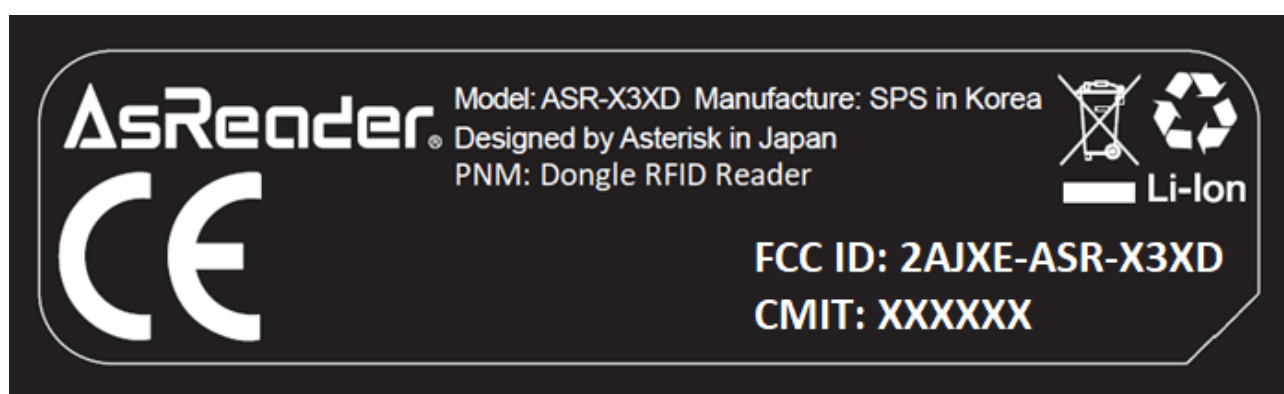 AsReader®
Model: ASR-X3XD Manufacture: SPS in Korea
Designed by Asterisk in Japan
PNM: Dongle RFID Reader
CE
Li-Ion
FCC ID: 2AJXE-ASR-X3XD
CMIT: XXXXXX